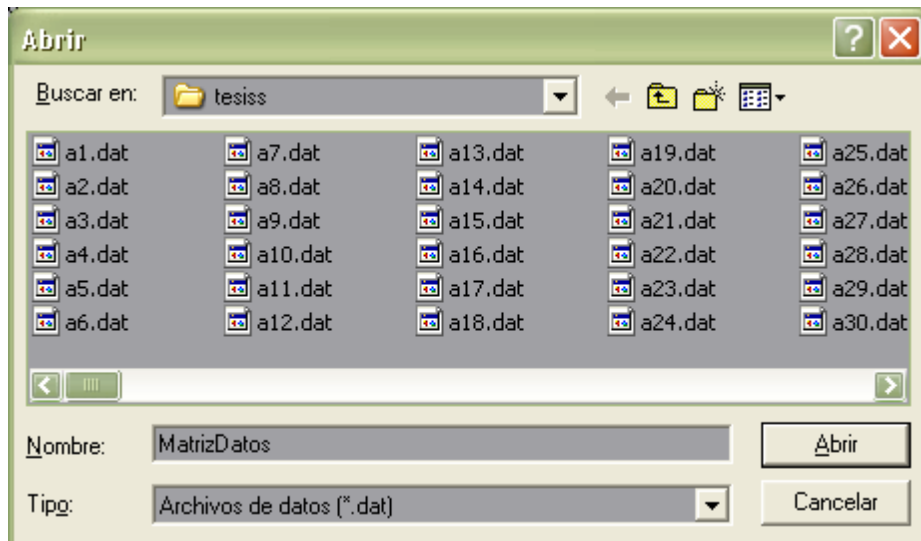 Abrir
Buscar en: tesiss
a1.dat a7.dat a13.dat a19.dat a25.dat
a2.dat a8.dat a14.dat a20.dat a26.dat
a3.dat a9.dat a15.dat a21.dat a27.dat
a4.dat a10.dat a16.dat a22.dat a28.dat
a5.dat a11.dat a17.dat a23.dat a29.dat
a6.dat a12.dat a18.dat a24.dat a30.dat
Nombre: MatrizDatos Abrir
Tipo: Archivos de datos (*.dat) Cancelar